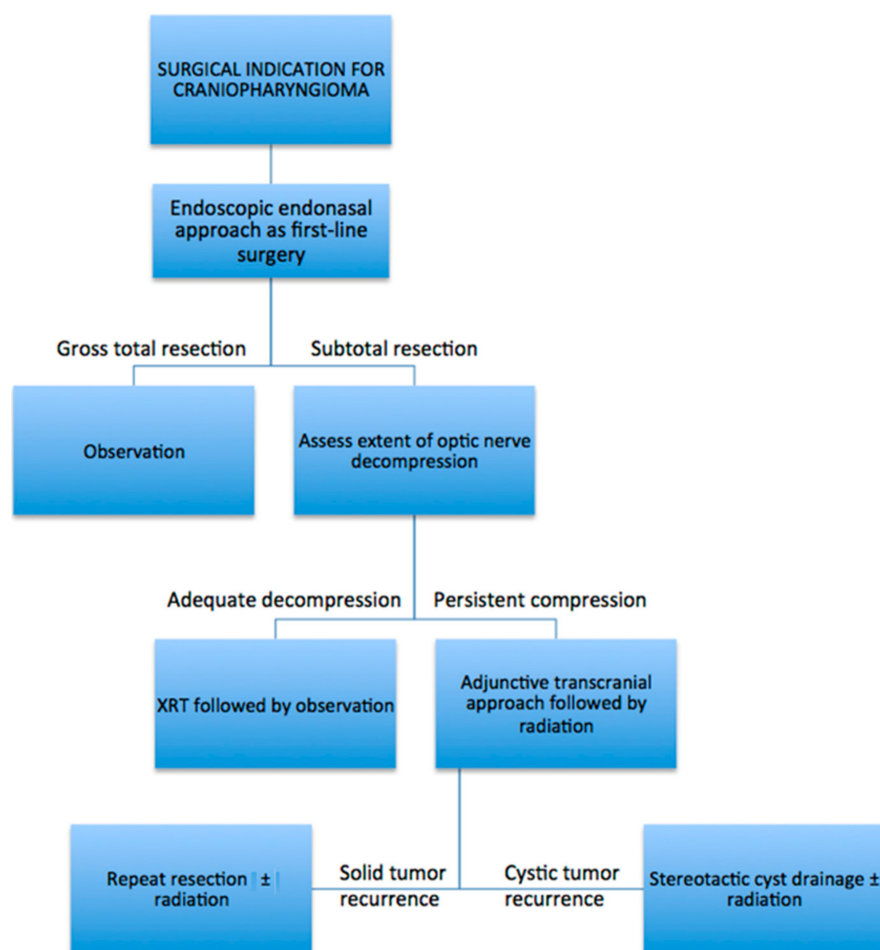 SURGICAL INDICATION FOR
CRANIOPHARYNGIOMA
Endoscopic endonasal
approach as first-line
surgery
Gross total resection
Subtotal resection
Observation
Assess extent of optic nerve
decompression
Adequate decompression
Persistent compression
XRT followed by observation
Adjunctive transcranial
approach followed by
radiation
Repeat resection ±
radiation
Solid tumor
recurrence
Cystic tumor
recurrence
Stereotactic cyst drainage ±
radiation